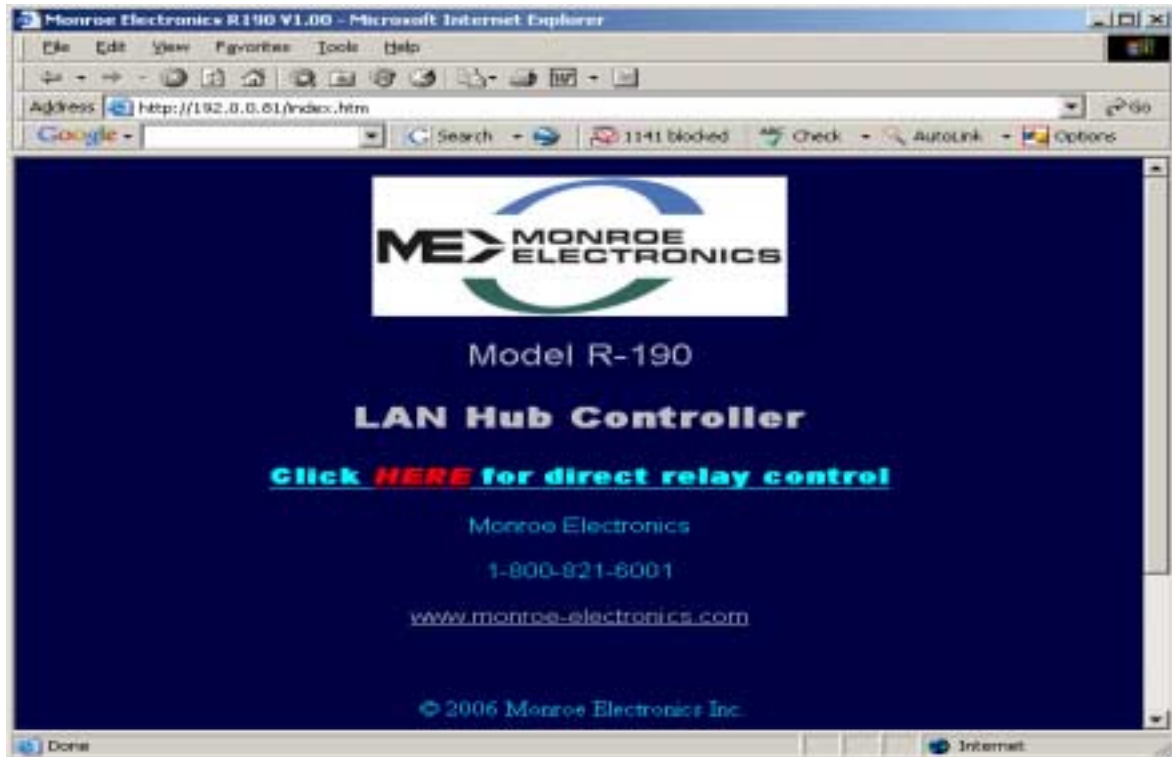 Monroe Electronics R190 V1.00 - Microsoft Internet Explorer
File Edit View Favorites Tools Help
Address http://192.0.0.81/index.htm Go
Google Search 1141 blocked Check AutoLink Options
ME MONROE ELECTRONICS
Model R-190
LAN Hub Controller
Click HERE for direct relay control
Monroe Electronics
1-800-821-6001
www.monroe-electronics.com
© 2006 Monroe Electronics Inc.
Done Internet